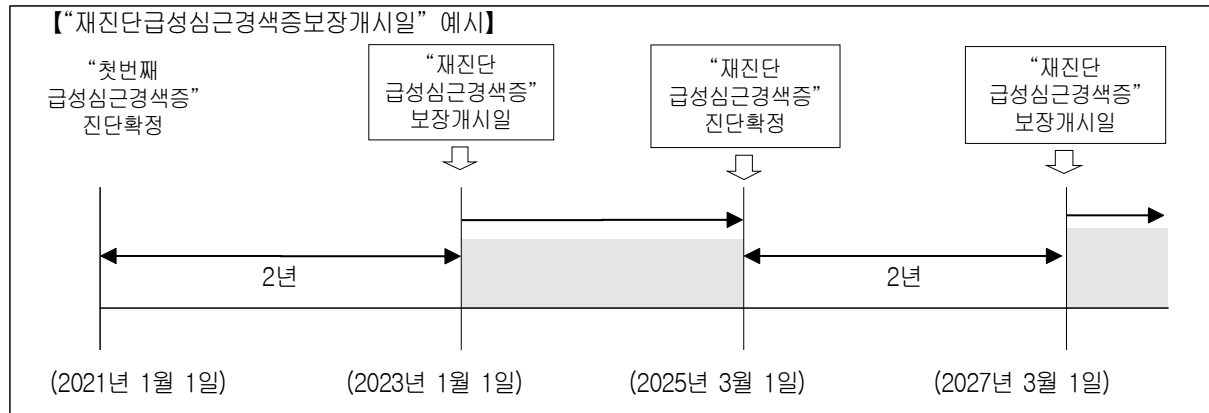 【“재진단급성심근경색증보장개시일” 예시】
“첫번째
급성심근경색증”
진단확정
“재진단
급성심근경색증”
보장개시일
“재진단
급성심근경색증”
진단확정
“재진단
급성심근경색증”
보장개시일
2년
2년
(2021년 1월 1일)
(2023년 1월 1일)
(2025년 3월 1일)
(2027년 3월 1일)